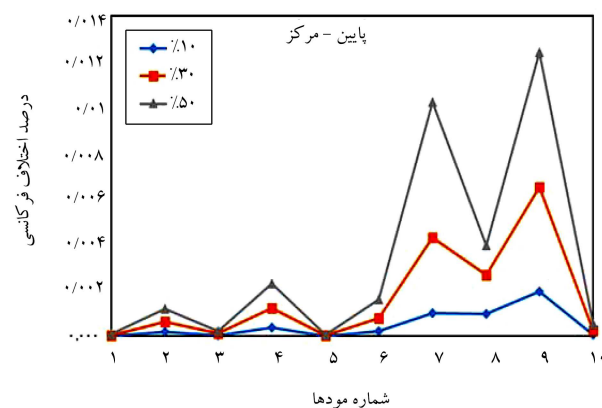 پایین - مرکز
٪۱۰
٪۳۰
٪۵۰
۰/۰۱۴
۰/۰۱۲
۰/۰۱
۰/۰۰۸
۰/۰۰۶
۰/۰۰۴
۰/۰۰۲
۰,۰۰۰
درصد اختلاف فرکانسی
۱ ۲ ۳ ۴ ۵ ۶ ۷ ۸ ۹ ۱۰
شماره مودها